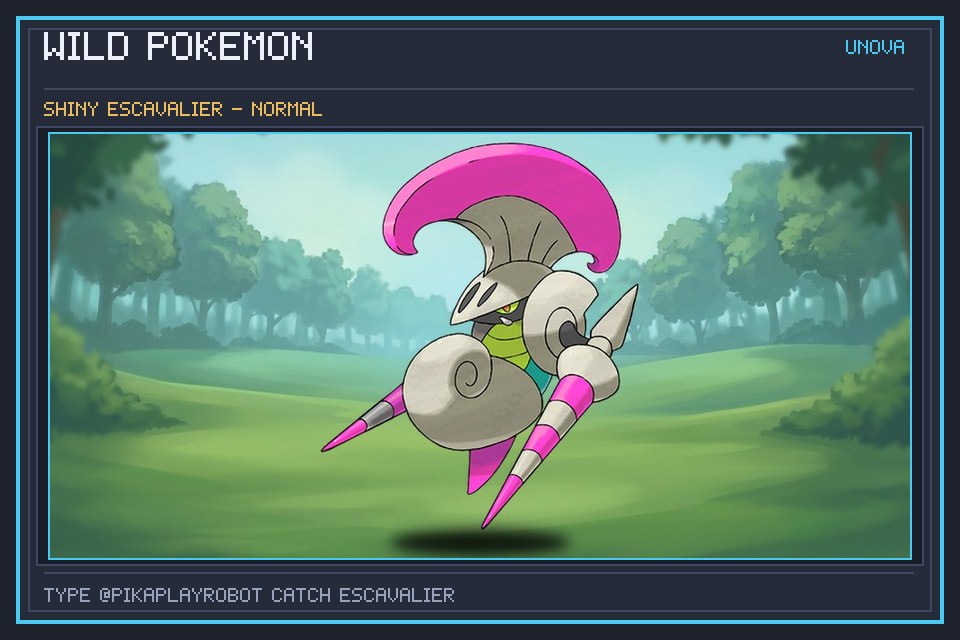 WILD POKEMON
UNOVA
SHINY ESCAVALIER - NORMAL
TYPE @PIKAPLAYROBOT CATCH ESCAVALIER